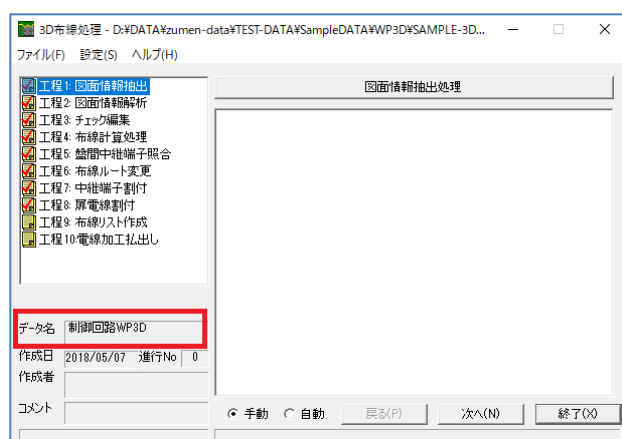 3D布線処理 - D:¥DATA¥zumen-data¥TEST-DATA¥SampleDATA¥WP3D¥SAMPLE-3D...
ファイル(F) 設定(S) ヘルプ(H)
工程1: 図面情報抽出
工程2: 図面情報解析
工程3: チェック編集
工程4: 布線計算処理
工程5: 盤間中継端子照合
工程6: 布線ルート変更
工程7: 中継端子割付
工程8: 扉電線割付
工程9: 布線リスト作成
工程10:電線加工払出し
図面情報抽出処理
データ名 制御回路WP3D
作成日 2018/05/07 進行No 0
作成者
コメント
手動 自動 戻る(P) 次へ(N) 終了(X)